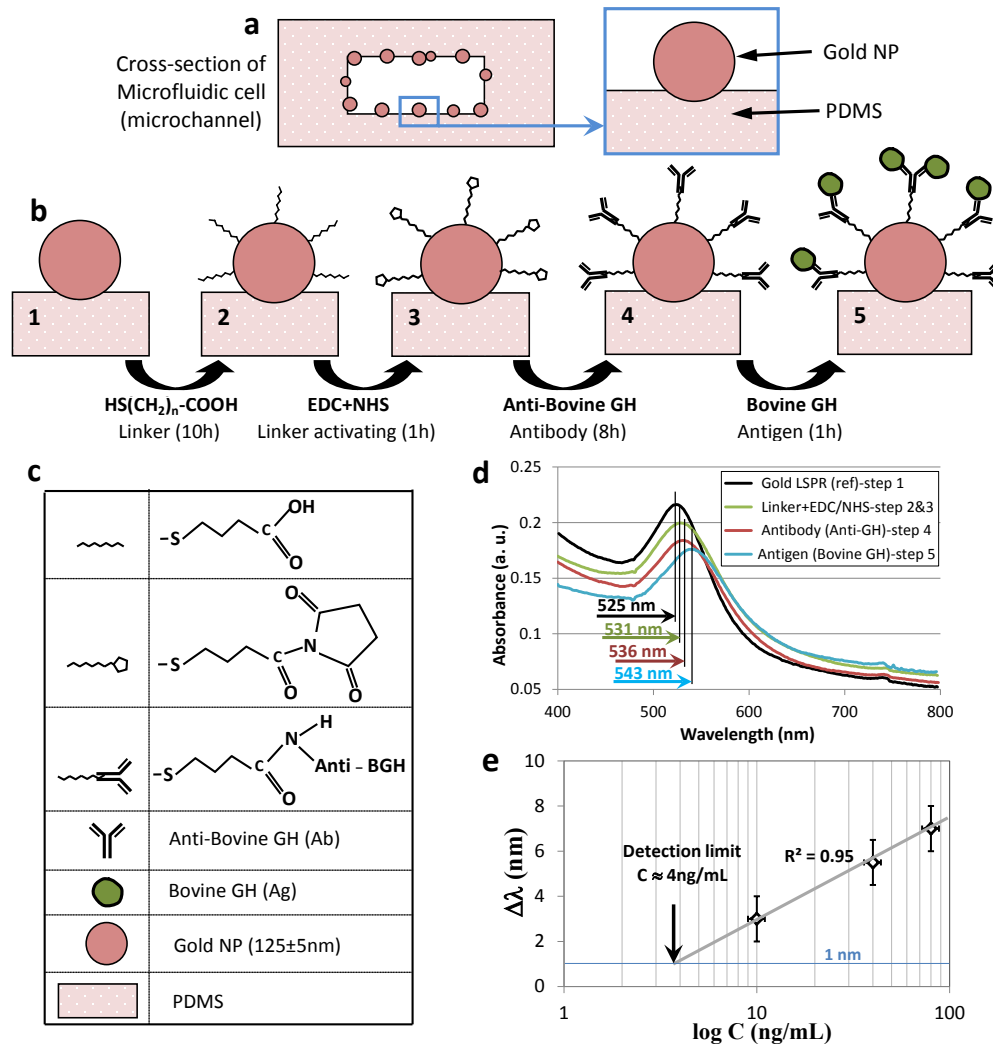 a
Cross-section of
Microfluidic cell
(microchannel)
Gold NP
PDMS
b
1
2
3
4
5
HS(CH2)n-COOH
Linker (10h)
EDC+NHS
Linker activating (1h)
Anti-Bovine GH
Antibody (8h)
Bovine GH
Antigen (1h)
c
-S
C
OH
O
-S
C
O
N
O
O
-S
C
O
N
H
Anti – BGH
Anti-Bovine GH (Ab)
Bovine GH (Ag)
Gold NP (125±5nm)
PDMS
d
Absorbance (a. u.)
0.25
0.2
0.15
0.1
0.05
Gold LSPR (ref)-step 1
Linker+EDC/NHS-step 2&3
Antibody (Anti-GH)-step 4
Antigen (Bovine GH)-step 5
525 nm
531 nm
536 nm
543 nm
400 500 600 700 800
Wavelength (nm)
e
Δλ (nm)
10
8
6
4
2
0
Detection limit
C ≈ 4ng/mL
R² = 0.95
1 nm
1 10 100
log C (ng/mL)